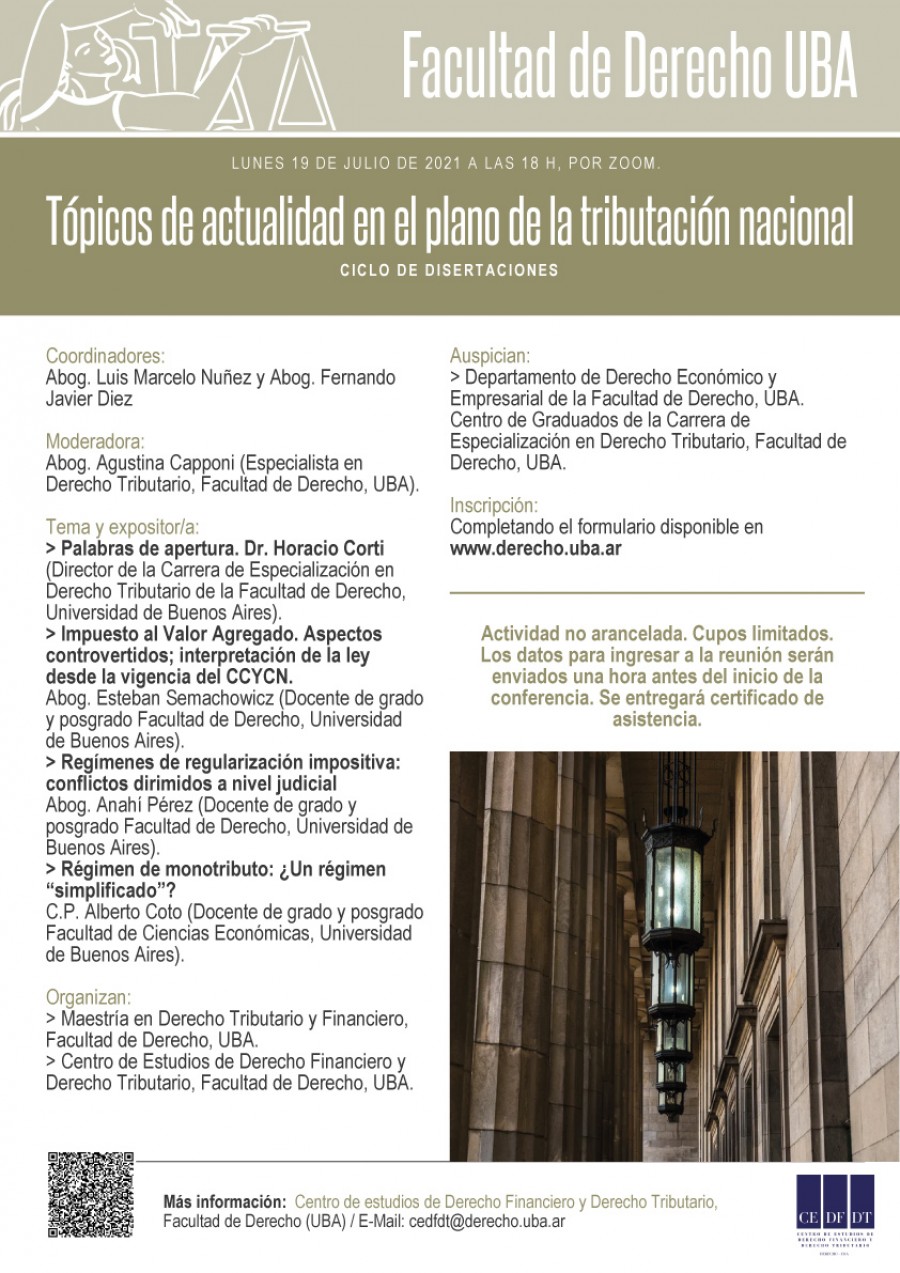 Facultad de Derecho UBA
LUNES 19 DE JULIO DE 2021 A LAS 18 H, POR ZOOM.
Tópicos de actualidad en el plano de la tributación nacional
CICLO DE DISERTACIONES
Coordinadores:
Abog. Luis Marcelo Nuñez y Abog. Fernando
Javier Diez
Moderadora:
Abog. Agustina Capponi (Especialista en
Derecho Tributario, Facultad de Derecho, UBA).
Tema y expositor/a:
> Palabras de apertura. Dr. Horacio Corti
(Director de la Carrera de Especialización en
Derecho Tributario de la Facultad de Derecho,
Universidad de Buenos Aires).
> Impuesto al Valor Agregado. Aspectos
controvertidos; interpretación de la ley
desde la vigencia del CCYCN.
Abog. Esteban Semachowicz (Docente de grado
y posgrado Facultad de Derecho, Universidad
de Buenos Aires).
> Regímenes de regularización impositiva:
conflictos dirimidos a nivel judicial
Abog. Anahí Pérez (Docente de grado y
posgrado Facultad de Derecho, Universidad de
Buenos Aires).
> Régimen de monotributo: ¿Un régimen
“simplificado”?
C.P. Alberto Coto (Docente de grado y posgrado
Facultad de Ciencias Económicas, Universidad
de Buenos Aires).
Organizan:
> Maestría en Derecho Tributario y Financiero,
Facultad de Derecho, UBA.
> Centro de Estudios de Derecho Financiero y
Derecho Tributario, Facultad de Derecho, UBA.
Auspician:
> Departamento de Derecho Económico y
Empresarial de la Facultad de Derecho, UBA.
Centro de Graduados de la Carrera de
Especialización en Derecho Tributario, Facultad de
Derecho, UBA.
Inscripción:
Completando el formulario disponible en
www.derecho.uba.ar
Actividad no arancelada. Cupos limitados.
Los datos para ingresar a la reunión serán
enviados una hora antes del inicio de la
conferencia. Se entregará certificado de
asistencia.
Más información: Centro de estudios de Derecho Financiero y Derecho Tributario,
Facultad de Derecho (UBA) / E-Mail: cedfdt@derecho.uba.ar
CE DF DT
CENTRO DE ESTUDIOS DE
DERECHO FINANCIERO Y
DERECHO TRIBUTARIO